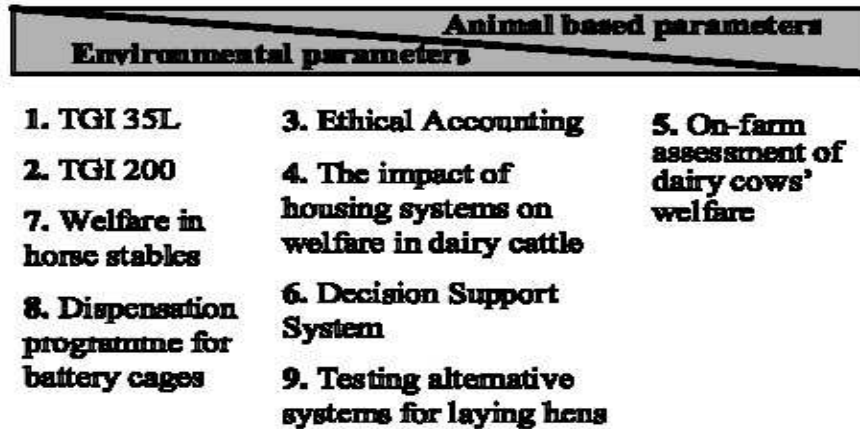 Animal based parameters
Environmental parameters
1. TGI 35L
2. TGI 200
7. Welfare in
horse stables
8. Dispensation
programme for
battery cages
3. Ethical Accounting
4. The impact of
housing systems on
welfare in dairy cattle
6. Decision Support
System
9. Testing alternative
systems for laying hens
5. On-farm
assessment of
dairy cows'
welfare